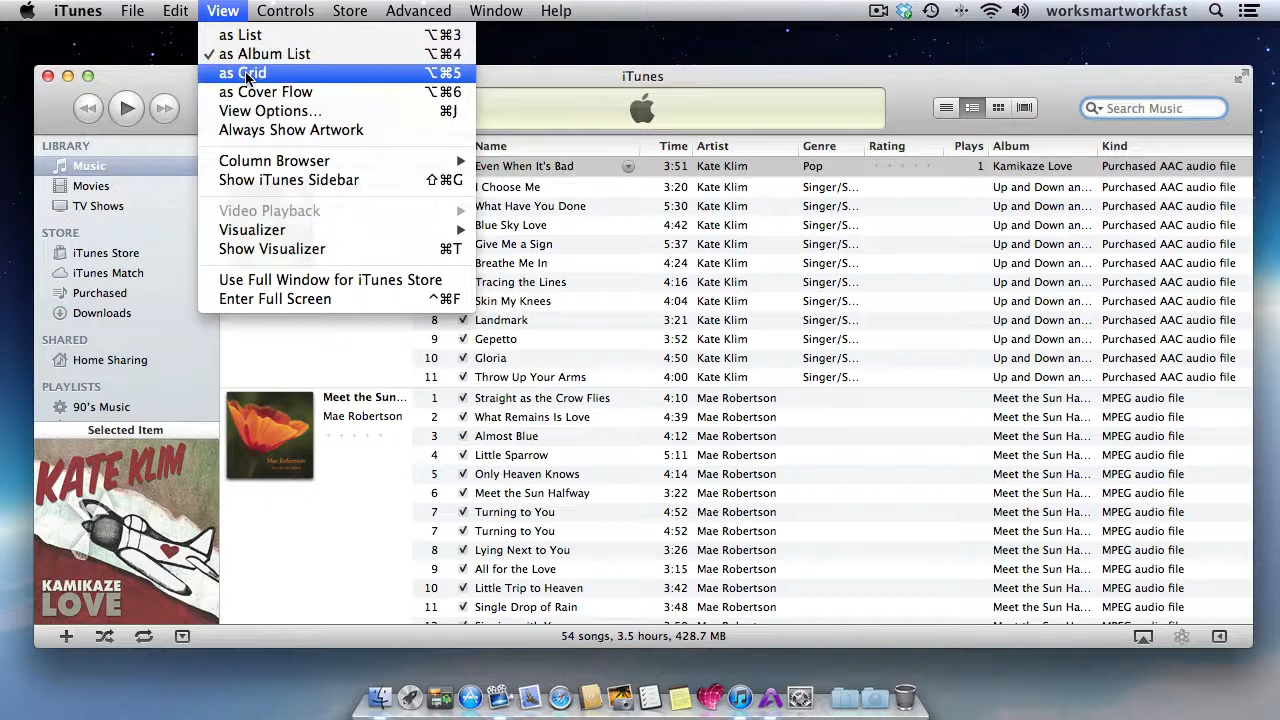 iTunes File Edit View Controls Store Advanced Window Help worksmartworkfast
as List ⌥⌘3
as Album List ⌥⌘4
as Grid ⌥⌘5
as Cover Flow ⌥⌘6
View Options... ⌘J
Always Show Artwork
Column Browser
Show iTunes Sidebar ⇧⌘G
Video Playback
Visualizer
Show Visualizer ⌘T
Use Full Window for iTunes Store
Enter Full Screen ^⌘F
iTunes
Search Music
LIBRARY
Music
Movies
TV Shows
STORE
iTunes Store
iTunes Match
Purchased
Downloads
SHARED
Home Sharing
PLAYLISTS
90's Music
Selected Item
KATE KLIM
KAMIKAZE
LOVE
Name Time Artist Genre Rating Plays Album Kind
Even When It's Bad 3:51 Kate Klim Pop 1 Kamikaze Love Purchased AAC audio file
I Choose Me 3:20 Kate Klim Singer/S... Up and Down an... Purchased AAC audio file
What Have You Done 5:30 Kate Klim Singer/S... Up and Down an... Purchased AAC audio file
Blue Sky Love 4:42 Kate Klim Singer/S... Up and Down an... Purchased AAC audio file
Give Me a Sign 5:37 Kate Klim Singer/S... Up and Down an... Purchased AAC audio file
Breathe Me In 4:24 Kate Klim Singer/S... Up and Down an... Purchased AAC audio file
Tracing the Lines 4:16 Kate Klim Singer/S... Up and Down an... Purchased AAC audio file
Skin My Knees 4:04 Kate Klim Singer/S... Up and Down an... Purchased AAC audio file
8 Landmark 3:21 Kate Klim Singer/S... Up and Down an... Purchased AAC audio file
9 Gepetto 3:52 Kate Klim Singer/S... Up and Down an... Purchased AAC audio file
10 Gloria 4:50 Kate Klim Singer/S... Up and Down an... Purchased AAC audio file
11 Throw Up Your Arms 4:00 Kate Klim Singer/S... Up and Down an... Purchased AAC audio file
Meet the Sun...
Mae Robertson
Mae Robertson
1 Straight as the Crow Flies 4:10 Mae Robertson Meet the Sun Ha... MPEG audio file
2 What Remains Is Love 4:39 Mae Robertson Meet the Sun Ha... MPEG audio file
3 Almost Blue 4:12 Mae Robertson Meet the Sun Ha... MPEG audio file
4 Little Sparrow 5:11 Mae Robertson Meet the Sun Ha... MPEG audio file
5 Only Heaven Knows 4:14 Mae Robertson Meet the Sun Ha... MPEG audio file
6 Meet the Sun Halfway 3:22 Mae Robertson Meet the Sun Ha... MPEG audio file
7 Turning to You 4:52 Mae Robertson Meet the Sun Ha... MPEG audio file
7 Turning to You 4:52 Mae Robertson Meet the Sun Ha... MPEG audio file
8 Lying Next to You 3:26 Mae Robertson Meet the Sun Ha... MPEG audio file
9 All for the Love 3:15 Mae Robertson Meet the Sun Ha... MPEG audio file
10 Little Trip to Heaven 3:42 Mae Robertson Meet the Sun Ha... MPEG audio file
11 Single Drop of Rain 3:48 Mae Robertson Meet the Sun Ha... MPEG audio file
54 songs, 3.5 hours, 428.7 MB